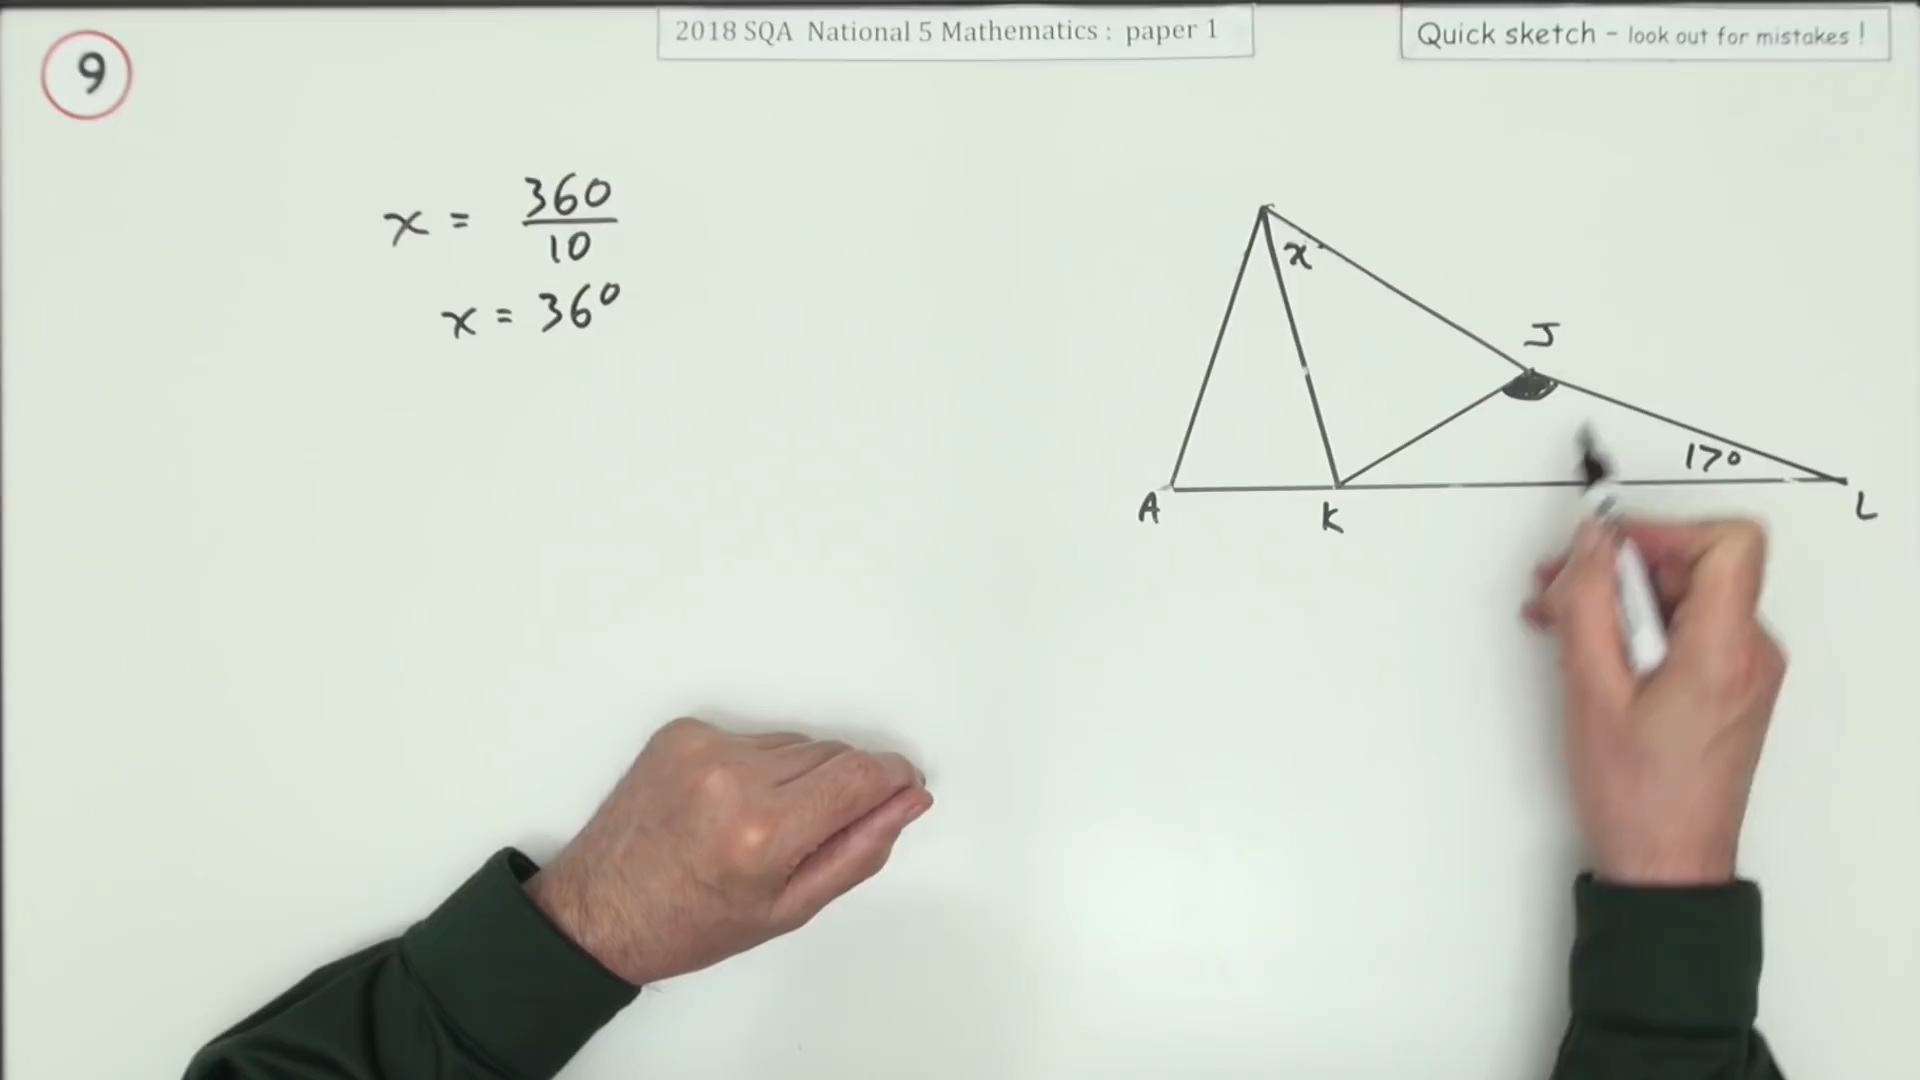 9
2018 SQA National 5 Mathematics : paper 1
Quick sketch - look out for mistakes !
x = 360/10
x = 36°
x
J
17°
A
K
L